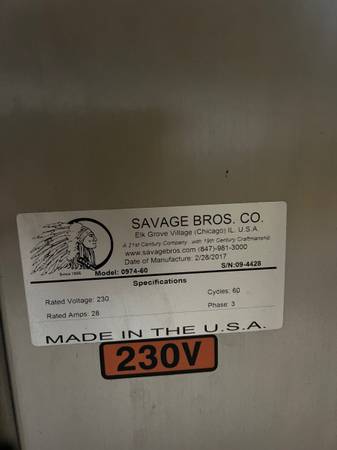 SAVAGE BROS. CO.
Elk Grove Village (Chicago) IL. U.S.A
A 21st Century Company with 19th Century Craftmanship
www.savagebros.com (847)-981-3000
Date of Manufacture: 2/28/2017
Since 1855
Model: 0974-60 S/N:09-4428
Specifications
Rated Voltage: 230 Cycles: 60
Rated Amps: 28 Phase: 3
MADE IN THE U.S.A.
230V